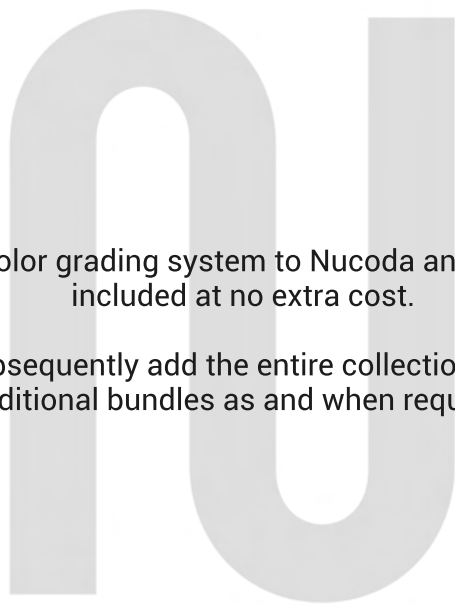 olor grading system to Nucoda an
included at no extra cost.
bsequently add the entire collectio
ditional bundles as and when requ